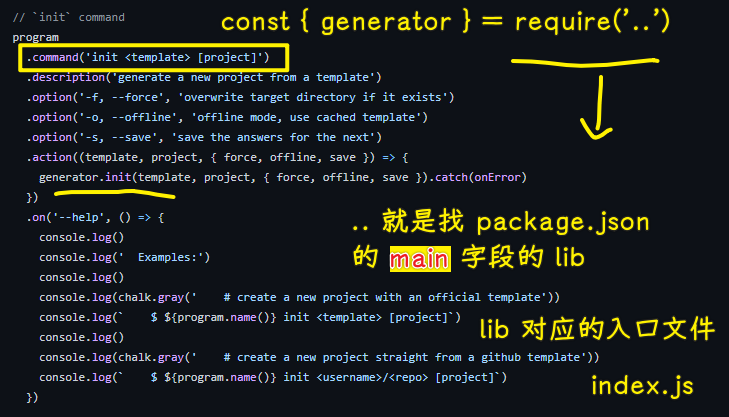 // `init` command
const { generator } = require('..')
program
  .command('init <template> [project]')
  .description('generate a new project from a template')
  .option('-f, --force', 'overwrite target directory if it exists')
  .option('-o, --offline', 'offline mode, use cached template')
  .option('-s, --save', 'save the answers for the next')
  .action((template, project, { force, offline, save }) => {
    generator.init(template, project, { force, offline, save }).catch(onError)
  })
  .on('--help', () => {
    console.log()
    console.log('  Examples:')
    console.log()
    console.log(chalk.gray('    # create a new project with an official template'))
    console.log(`    $ ${program.name()} init <template> [project]`)
    console.log()
    console.log(chalk.gray('    # create a new project straight from a github template'))
    console.log(`    $ ${program.name()} init <username>/<repo> [project]`)
  })
.. 就是找 package.json
的 main 字段的 lib
lib 对应的入口文件
index.js